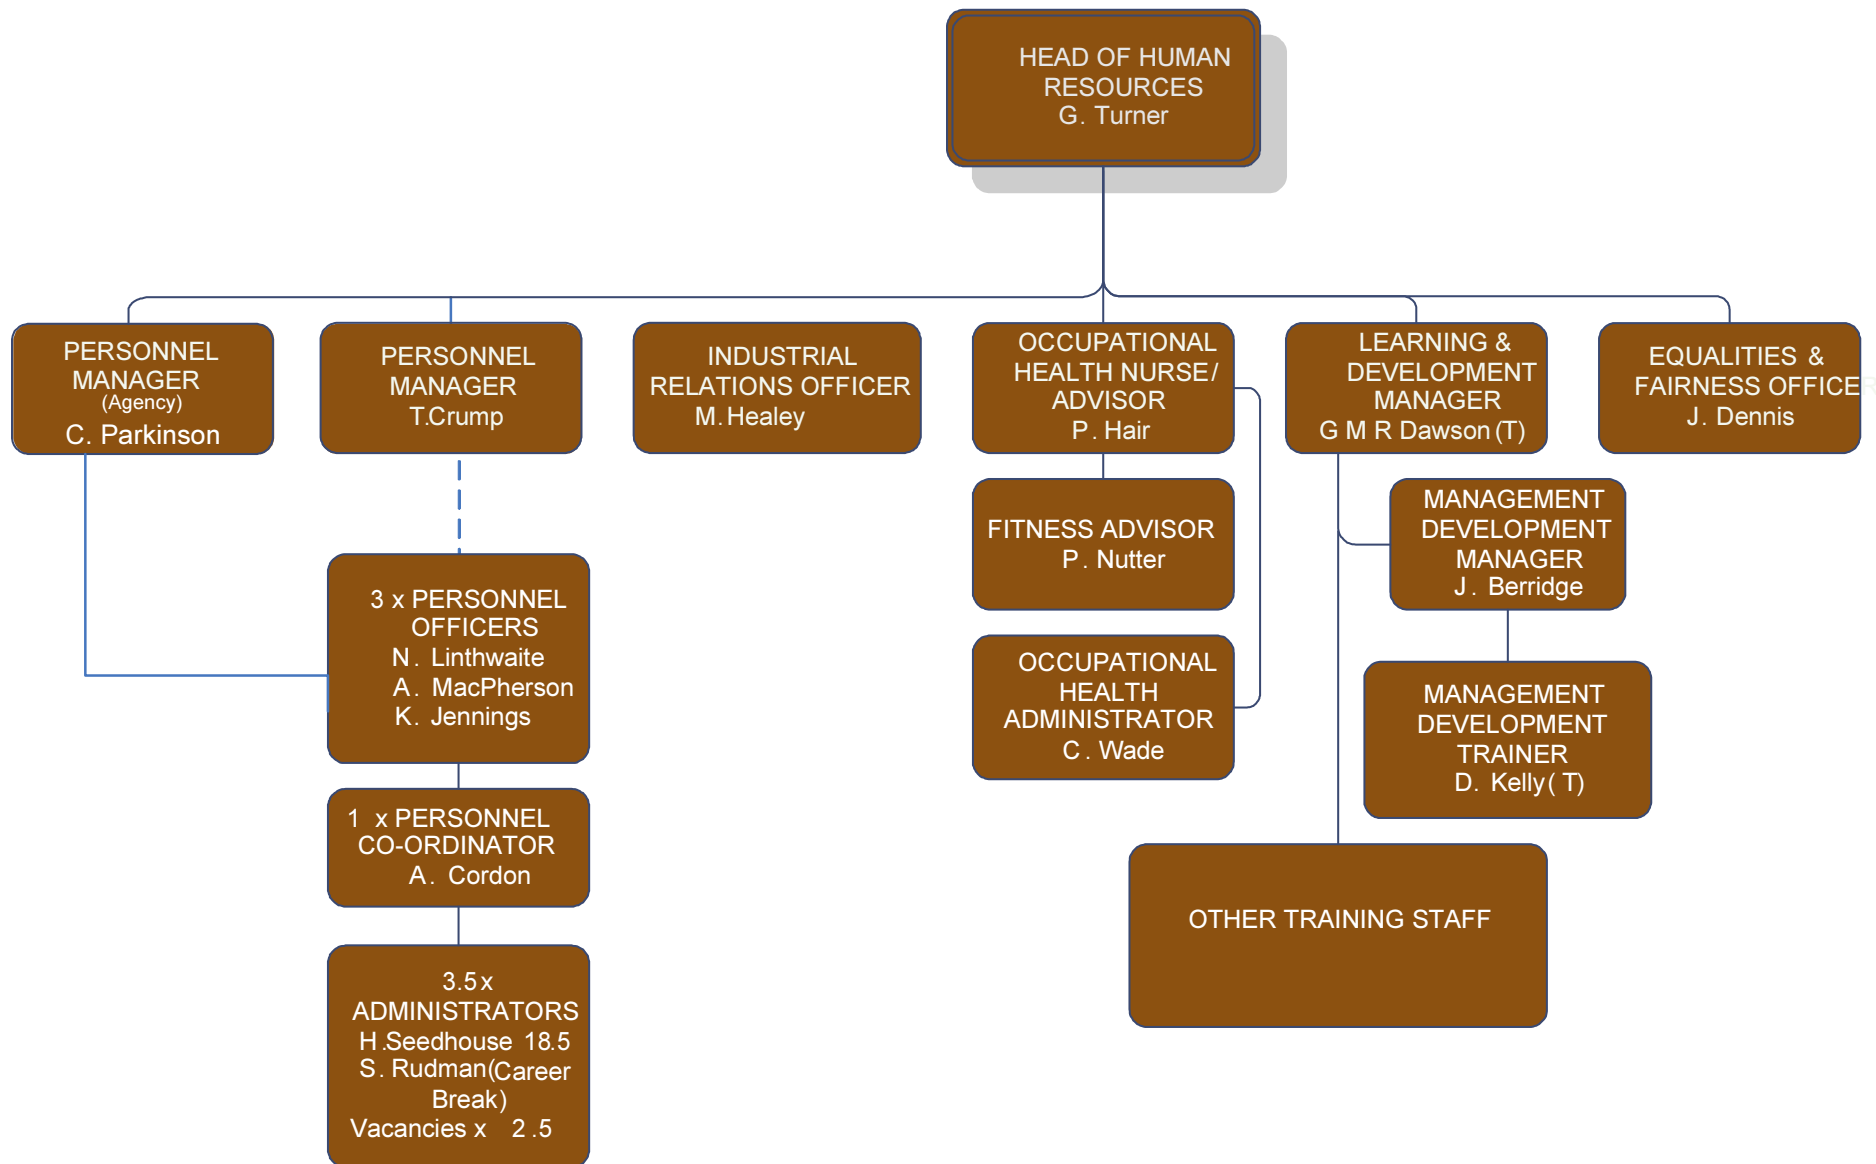 HEAD OF HUMAN
RESOURCES
G. Turner
PERSONNEL
MANAGER
(Agency)
C. Parkinson
PERSONNEL
MANAGER
T.Crump
INDUSTRIAL
RELATIONS OFFICER
M. Healey
OCCUPATIONAL
HEALTH NURSE/
ADVISOR
P. Hair
LEARNING &
DEVELOPMENT
MANAGER
G M R Dawson (T)
EQUALITIES &
FAIRNESS OFFICER
J. Dennis
3 x PERSONNEL
OFFICERS
N. Linthwaite
A. MacPherson
K. Jennings
1 x PERSONNEL
CO-ORDINATOR
A. Cordon
3.5 x
ADMINISTRATORS
H.Seedhouse 18.5
S. Rudman(Career
Break)
Vacancies x 2.5
FITNESS ADVISOR
P. Nutter
OCCUPATIONAL
HEALTH
ADMINISTRATOR
C. Wade
MANAGEMENT
DEVELOPMENT
MANAGER
J. Berridge
MANAGEMENT
DEVELOPMENT
TRAINER
D. Kelly ( T)
OTHER TRAINING STAFF